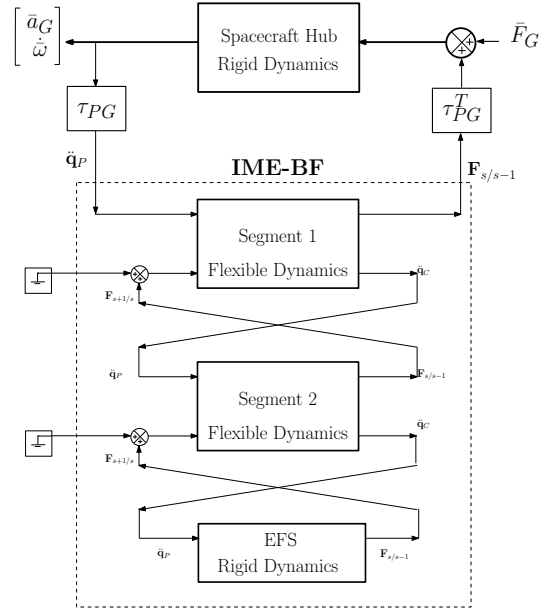 ā_G
ω̄̇
Spacecraft Hub
Rigid Dynamics
F̄_G
+
+
τ_PG
τ_PG^T
q̈_P
F_s/s−1
IME-BF
Segment 1
Flexible Dynamics
+
+
q̈_C
F_s+1/s
q̈_P
F_s/s−1
Segment 2
Flexible Dynamics
+
+
q̈_C
F_s+1/s
EFS
Rigid Dynamics
q̈_P
F_s/s−1